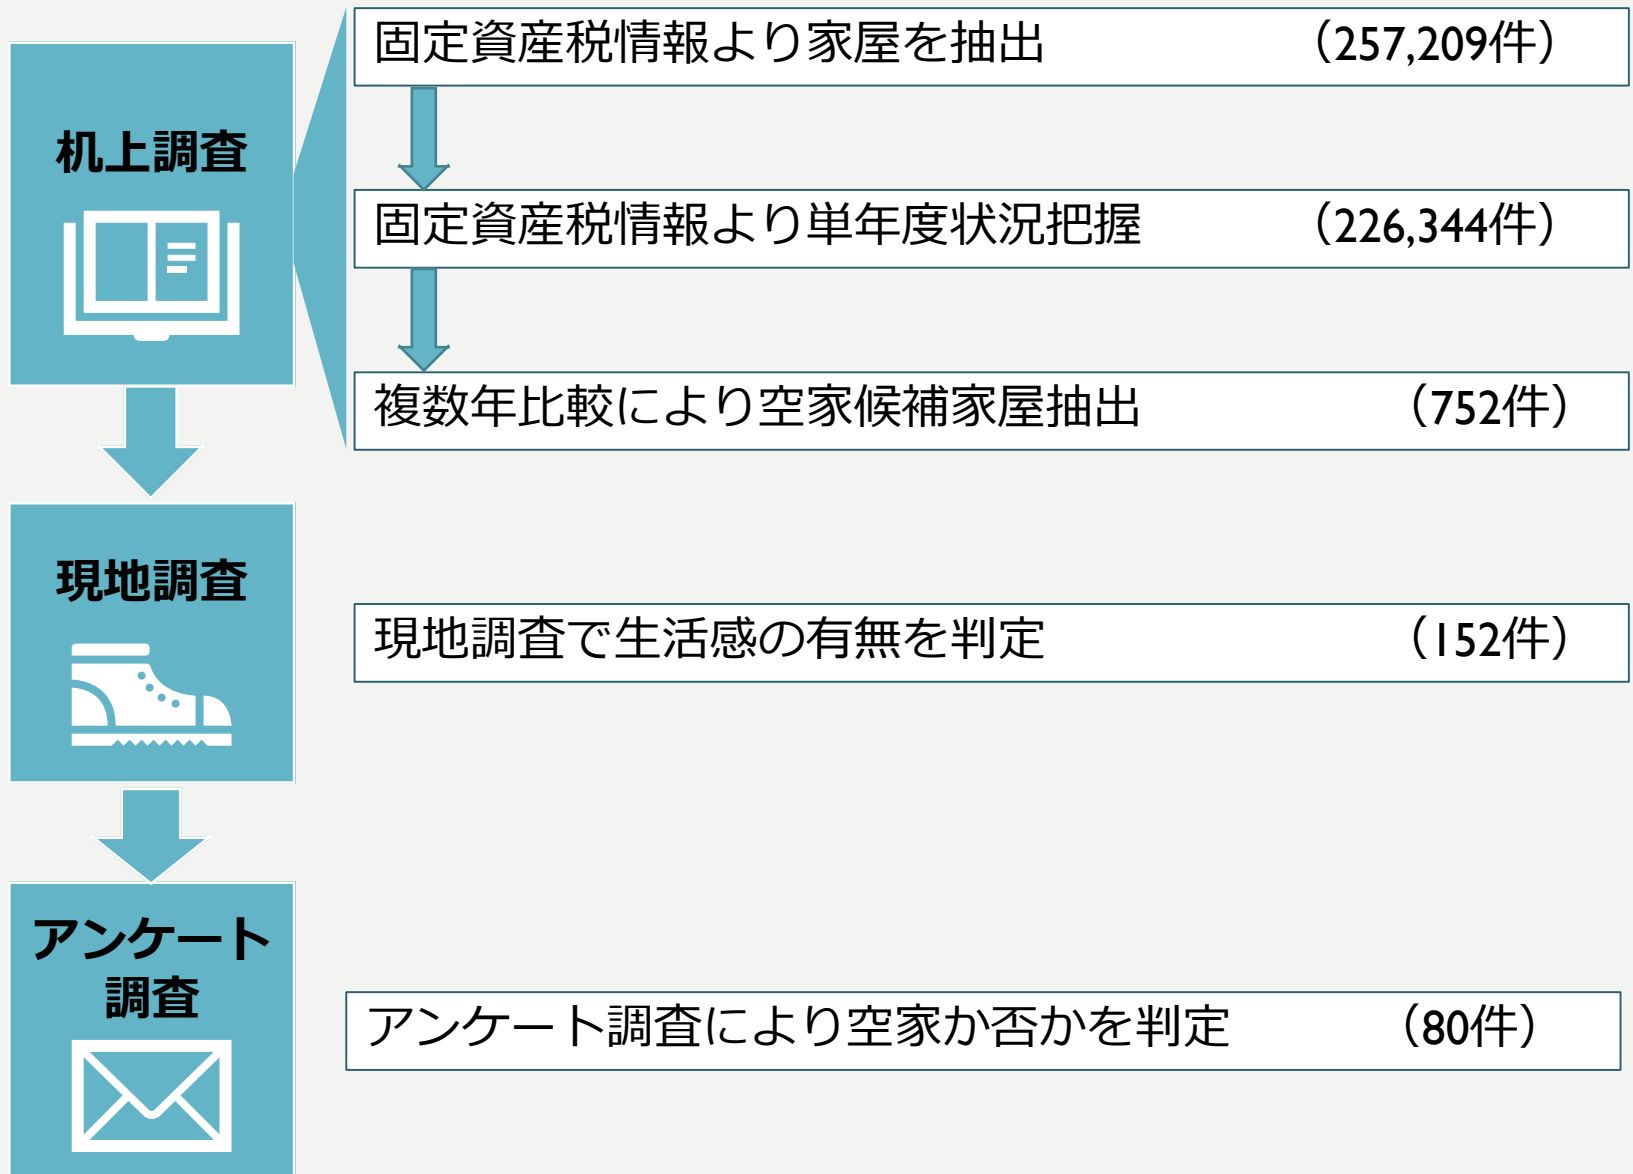 机上調査
固定資産税情報より家屋を抽出 (257,209件)
固定資産税情報より単年度状況把握 (226,344件)
複数年比較により空家候補家屋抽出 (752件)
現地調査
現地調査で生活感の有無を判定 (152件)
アンケート
調査
アンケート調査により空家か否かを判定 (80件)